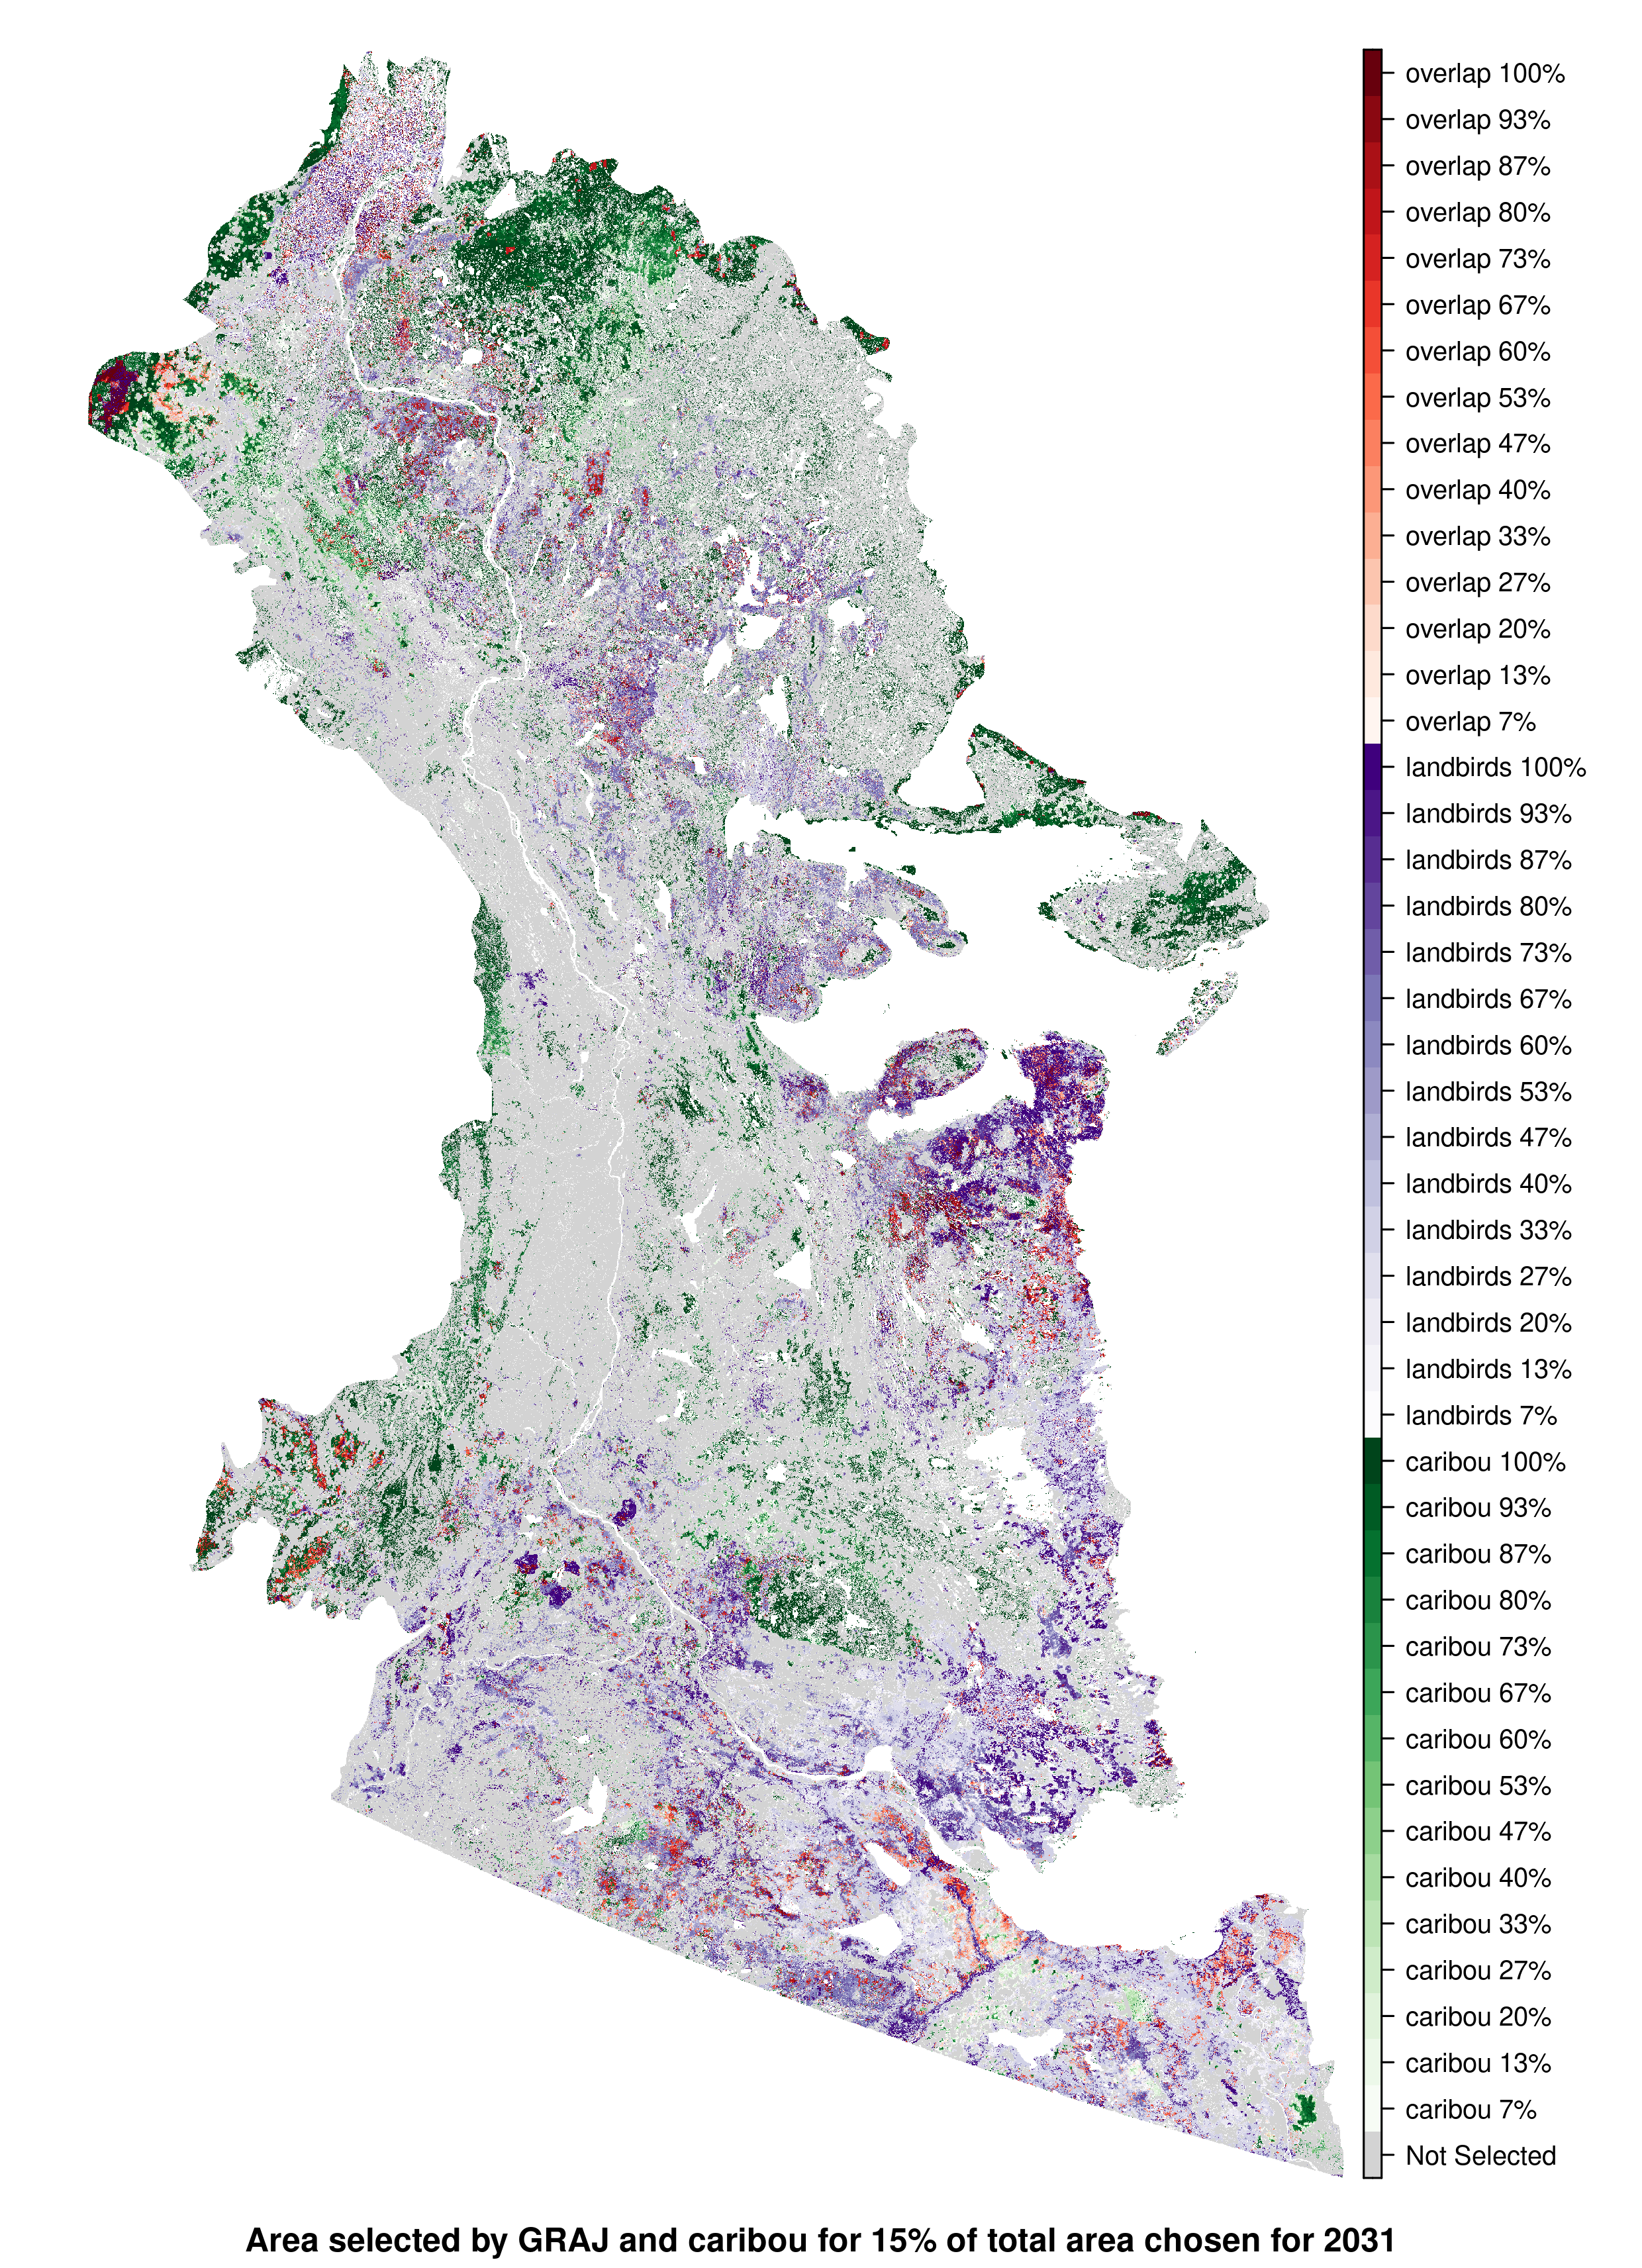 overlap 100%
overlap 93%
overlap 87%
overlap 80%
overlap 73%
overlap 67%
overlap 60%
overlap 53%
overlap 47%
overlap 40%
overlap 33%
overlap 27%
overlap 20%
overlap 13%
overlap 7%
landbirds 100%
landbirds 93%
landbirds 87%
landbirds 80%
landbirds 73%
landbirds 67%
landbirds 60%
landbirds 53%
landbirds 47%
landbirds 40%
landbirds 33%
landbirds 27%
landbirds 20%
landbirds 13%
landbirds 7%
caribou 100%
caribou 93%
caribou 87%
caribou 80%
caribou 73%
caribou 67%
caribou 60%
caribou 53%
caribou 47%
caribou 40%
caribou 33%
caribou 27%
caribou 20%
caribou 13%
caribou 7%
Not Selected
Area selected by GRAJ and caribou for 15% of total area chosen for 2031